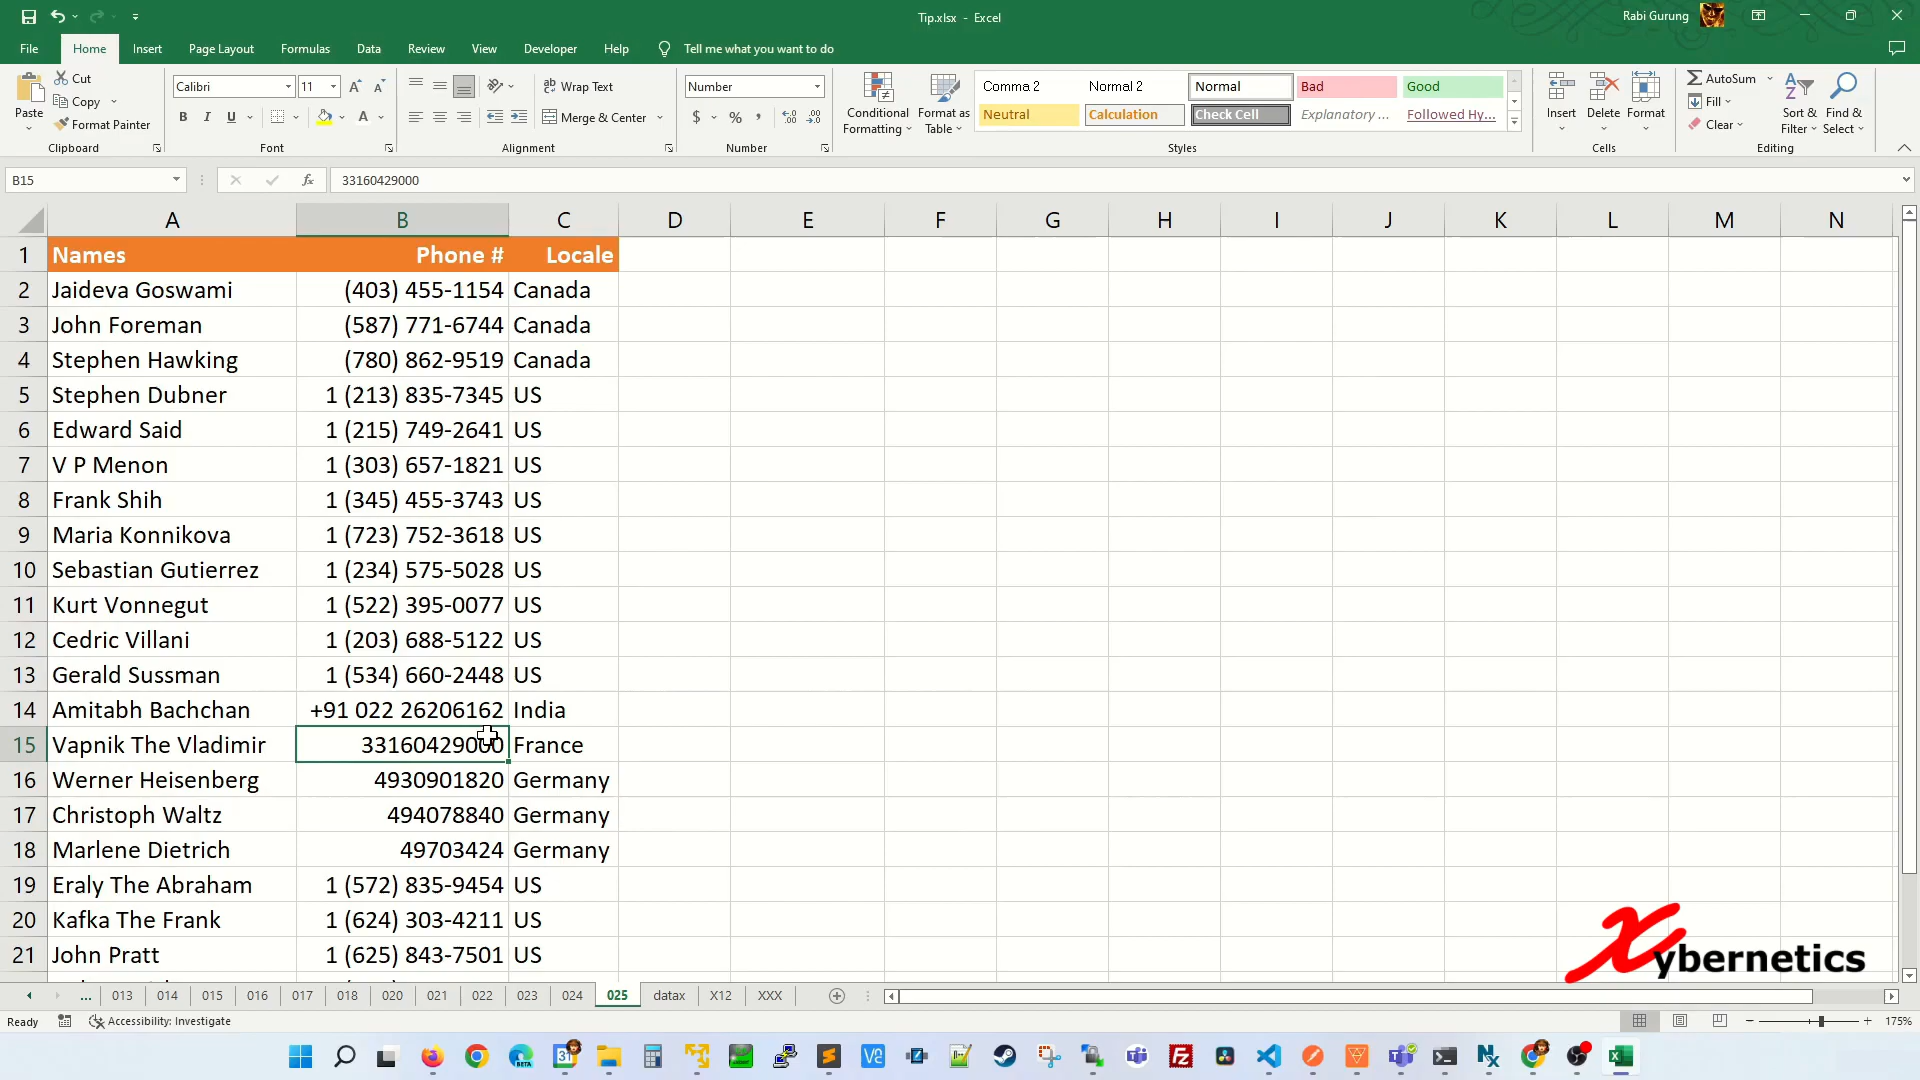 Tip.xlsx - Excel
Rabi Gurung
File Home Insert Page Layout Formulas Data Review View Developer Help Tell me what you want to do
Paste
Cut
Copy
Format Painter
Clipboard
Calibri 11
B I U
Font
Wrap Text
Merge & Center
Alignment
Number
$ % ,
Number
Conditional Formatting
Format as Table
Comma 2 Normal 2 Normal Bad Good
Neutral Calculation Check Cell Explanatory ... Followed Hy...
Styles
Insert Delete Format
Cells
AutoSum
Fill
Clear
Sort & Filter
Find & Select
Editing
B15 fx 33160429000
A B C D E F G H I J K L M N
1 Names Phone # Locale
2 Jaideva Goswami (403) 455-1154 Canada
3 John Foreman (587) 771-6744 Canada
4 Stephen Hawking (780) 862-9519 Canada
5 Stephen Dubner 1 (213) 835-7345 US
6 Edward Said 1 (215) 749-2641 US
7 V P Menon 1 (303) 657-1821 US
8 Frank Shih 1 (345) 455-3743 US
9 Maria Konnikova 1 (723) 752-3618 US
10 Sebastian Gutierrez 1 (234) 575-5028 US
11 Kurt Vonnegut 1 (522) 395-0077 US
12 Cedric Villani 1 (203) 688-5122 US
13 Gerald Sussman 1 (534) 660-2448 US
14 Amitabh Bachchan +91 022 26206162 India
15 Vapnik The Vladimir 33160429000 France
16 Werner Heisenberg 4930901820 Germany
17 Christoph Waltz 494078840 Germany
18 Marlene Dietrich 49703424 Germany
19 Eraly The Abraham 1 (572) 835-9454 US
20 Kafka The Frank 1 (624) 303-4211 US
21 John Pratt 1 (625) 843-7501 US
Xybernetics
... 013 014 015 016 017 018 020 021 022 023 024 025 datax X12 XXX
Ready Accessibility: Investigate 175%